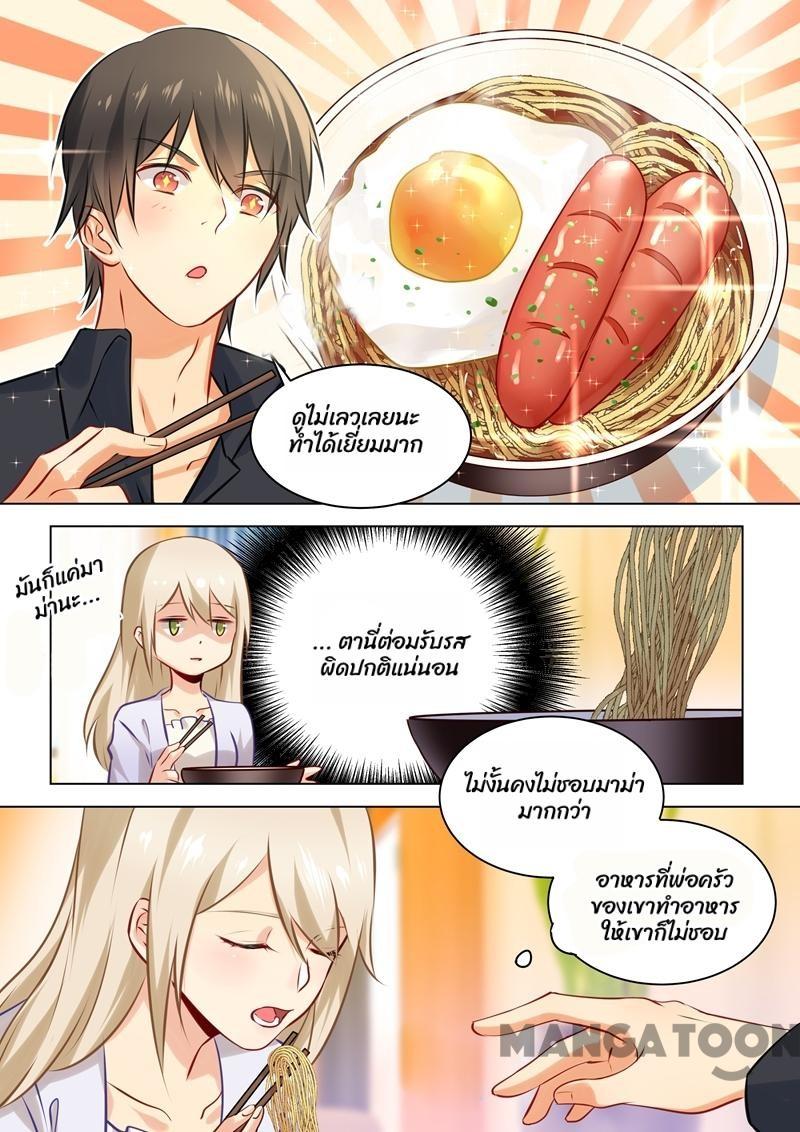 ดูไม่เลวเลยนะ
ทำได้เยี่ยมมาก
มันก็แค่มา
ม่านะ...
... ตานี่ต่อมรับรส
ผิดปกติแน่นอน
ไม่งั้นคงไม่ชอบมาม่า
มากกว่า
อาหารที่พ่อครัว
ของเขาทำอาหาร
ให้เขาก็ไม่ชอบ
MANGATOON